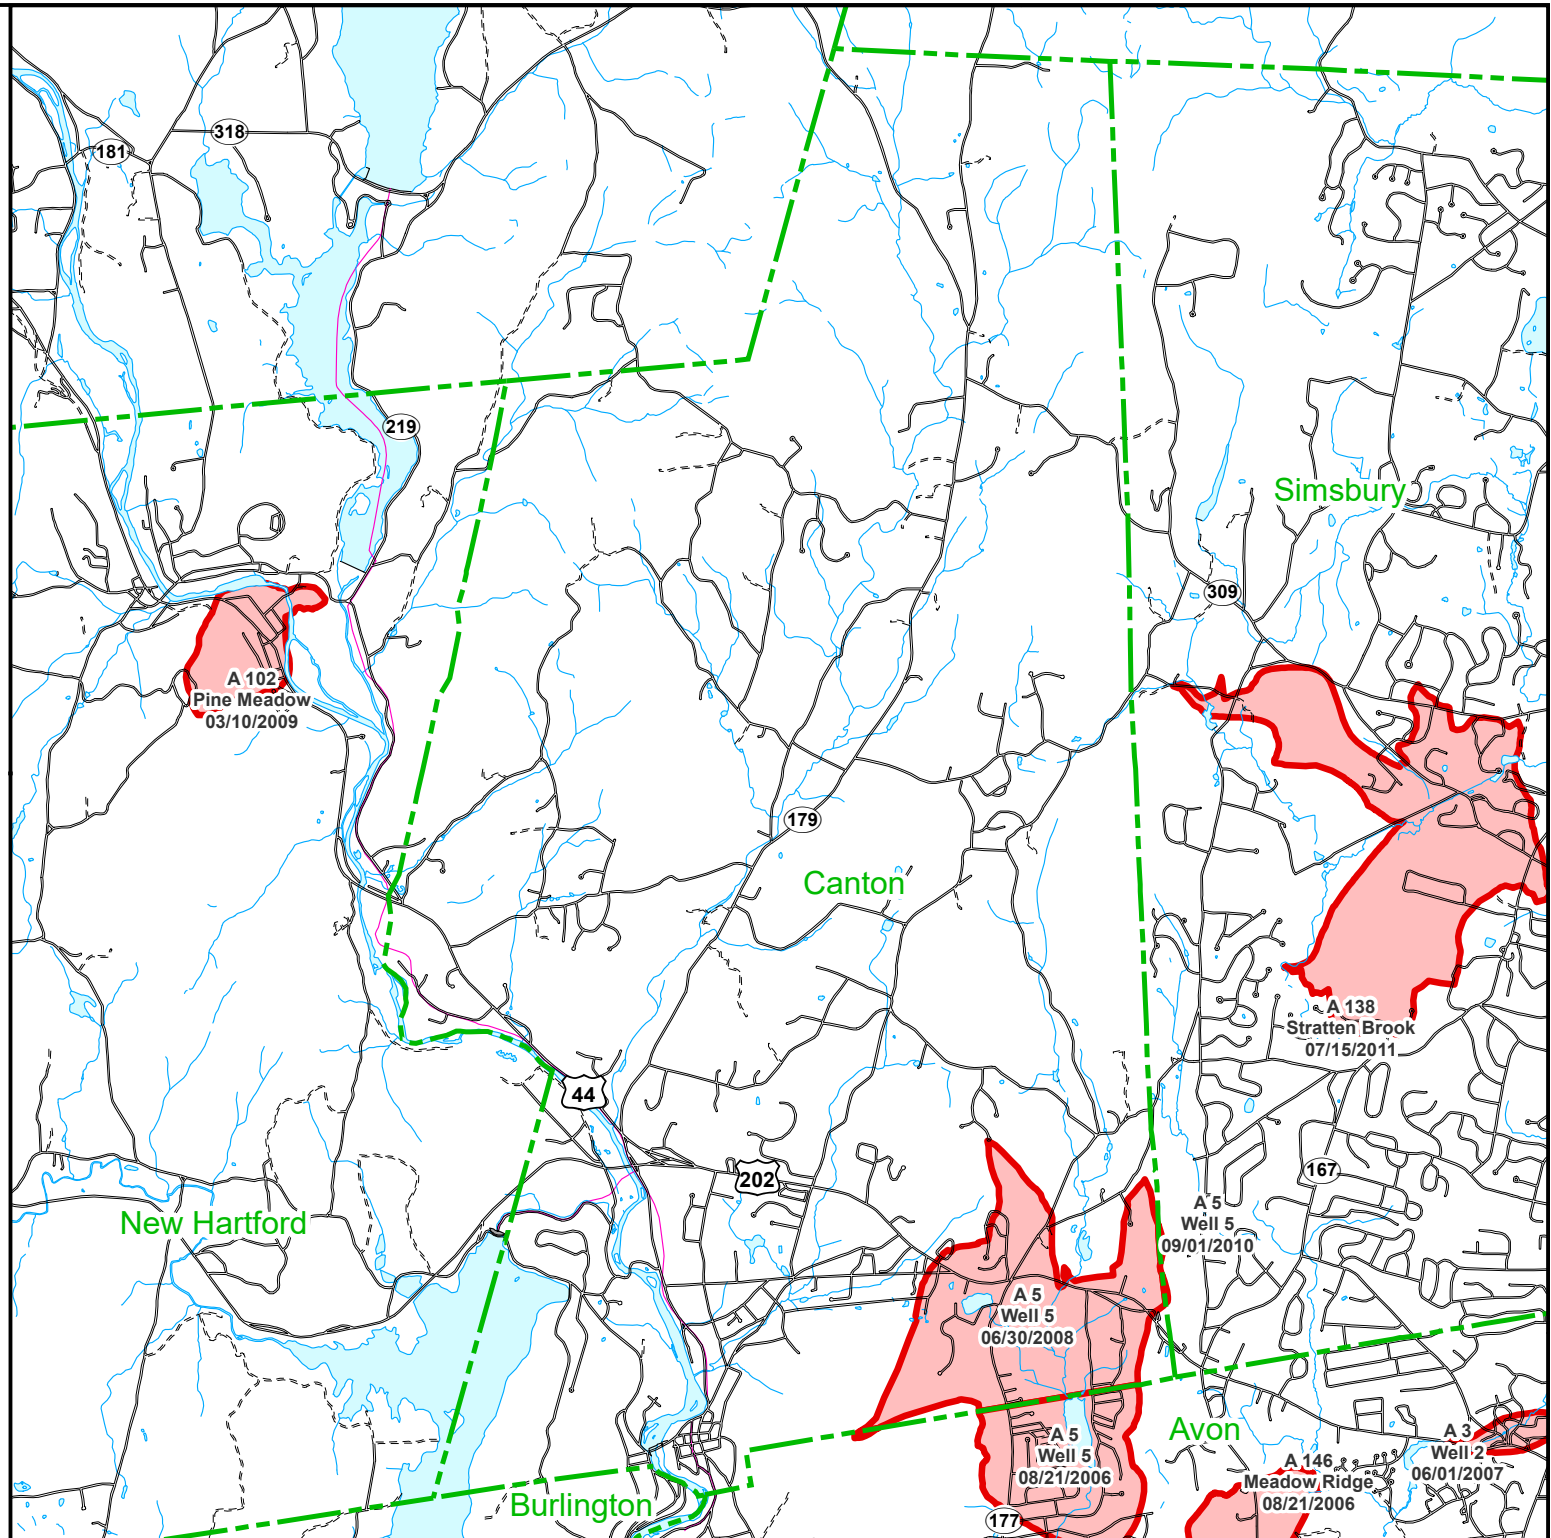 318
181
219
Simsbury
309
A 102
Pine Meadow
03/10/2009
179
Canton
A 138
Stratten Brook
07/15/2011
44
202
167
New Hartford
A 5
Well 5
09/01/2010
A 5
Well 5
06/30/2008
Avon
A 5
Well 5
08/21/2006
A 3
Well 2
06/01/2007
A 146
Meadow Ridge
08/21/2006
Burlington
177